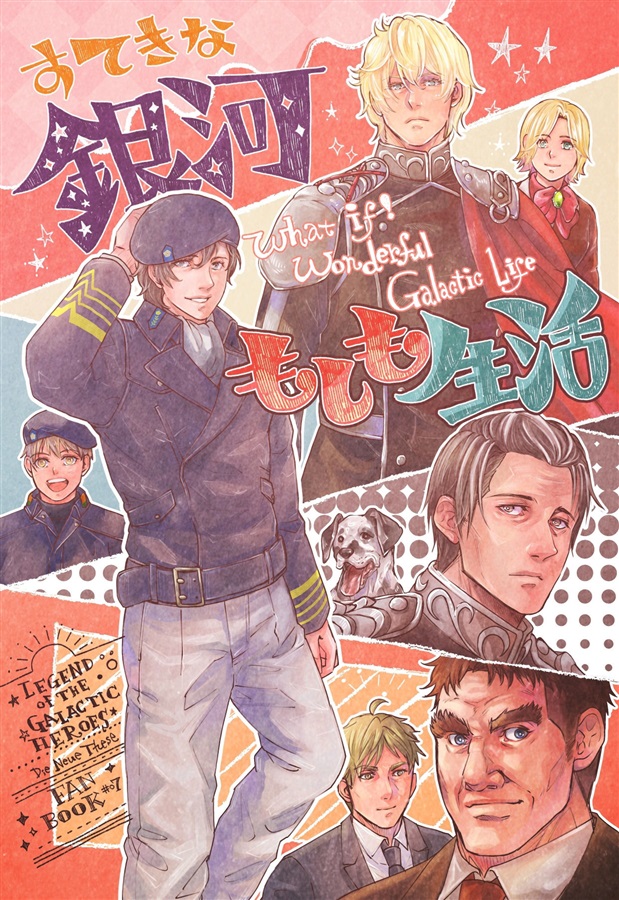 すてきな
銀河
What if!
Wonderful
Galactic Life
もしも生活
LEGEND
OF THE
GALACTIC
HEROES
Die Neue These
FAN
BOOK #07